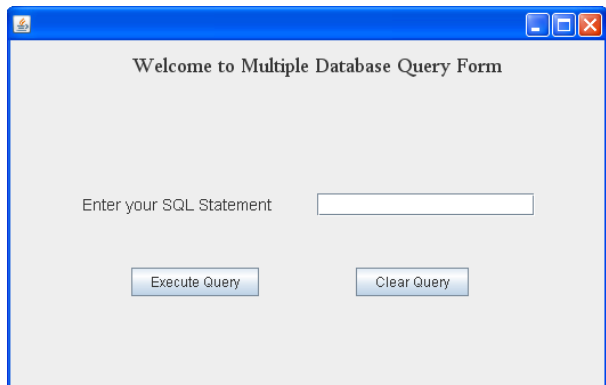 Welcome to Multiple Database Query Form
Enter your SQL Statement
Execute Query
Clear Query